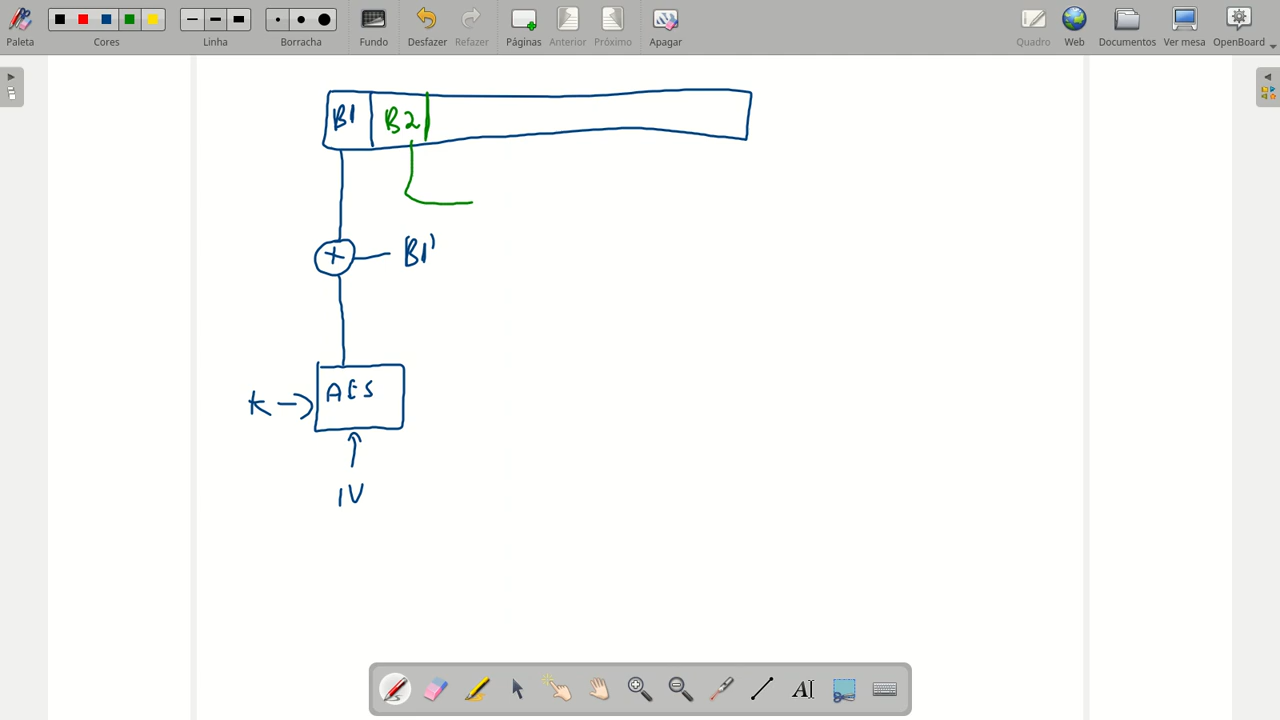 Paleta Cores Linha Borracha Fundo Desfazer Refazer Páginas Anterior Próximo Apagar Quadro Web Documentos Ver mesa OpenBoard
B1 B2
+ B1'
K AES
IV
AI